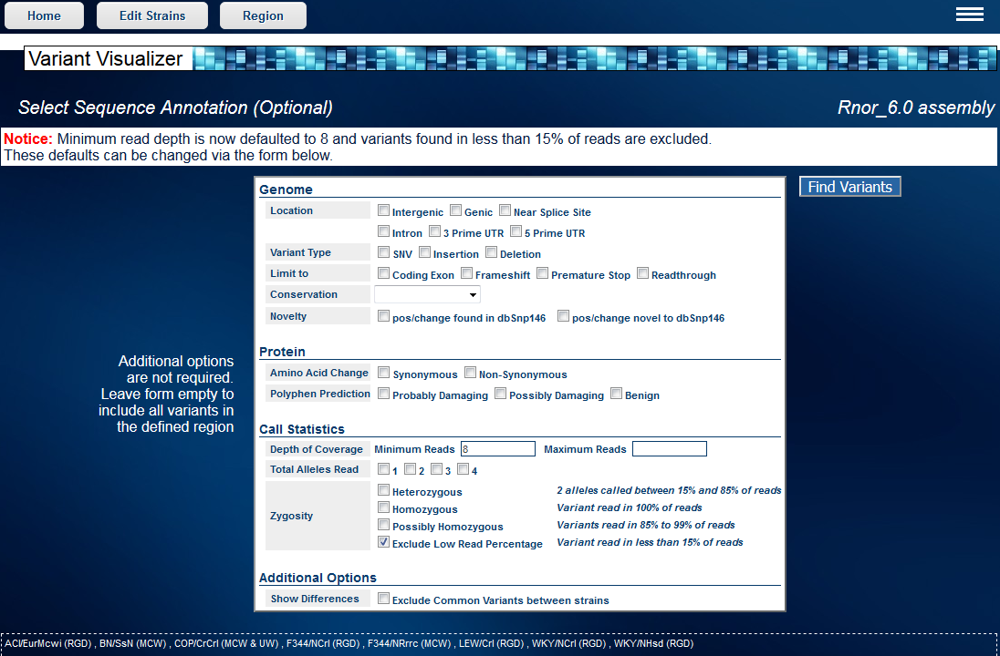 Home Edit Strains Region
Variant Visualizer
Select Sequence Annotation (Optional) Rnor_6.0 assembly
Notice: Minimum read depth is now defaulted to 8 and variants found in less than 15% of reads are excluded.
These defaults can be changed via the form below.
Find Variants
Additional options
are not required.
Leave form empty to
include all variants in
the defined region
Genome
Location Intergenic Genic Near Splice Site
Intron 3 Prime UTR 5 Prime UTR
Variant Type SNV Insertion Deletion
Limit to Coding Exon Frameshift Premature Stop Readthrough
Conservation
Novelty pos/change found in dbSnp146 pos/change novel to dbSnp146
Protein
Amino Acid Change Synonymous Non-Synonymous
Polyphen Prediction Probably Damaging Possibly Damaging Benign
Call Statistics
Depth of Coverage Minimum Reads 8 Maximum Reads
Total Alleles Read 1 2 3 4
Zygosity
Heterozygous 2 alleles called between 15% and 85% of reads
Homozygous Variant read in 100% of reads
Possibly Homozygous Variants read in 85% to 99% of reads
Exclude Low Read Percentage Variant read in less than 15% of reads
Additional Options
Show Differences Exclude Common Variants between strains
ACI/EurMcwi (RGD) , BN/SsN (MCW) , COP/CrCrl (MCW & UW) , F344/NCrl (RGD) , F344/NRrrc (MCW) , LEW/Crl (RGD) , WKY/NCrl (RGD) , WKY/NHsd (RGD)